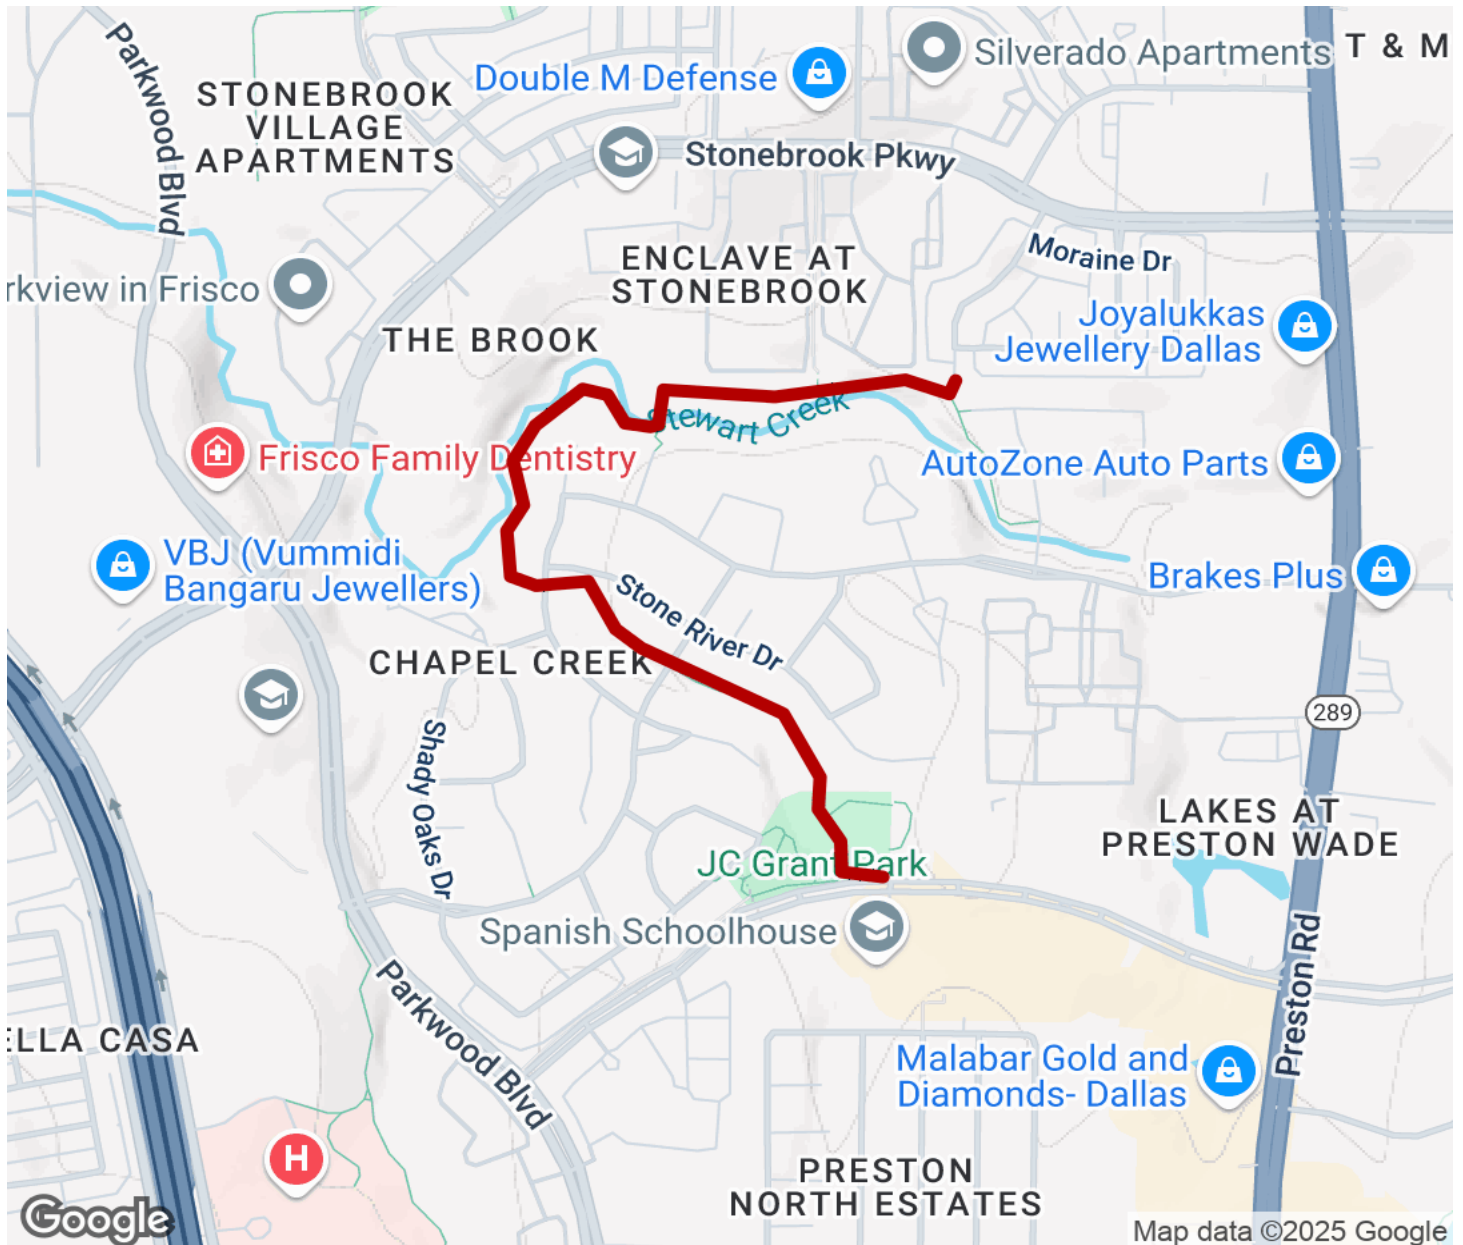 Parkwood Blvd
STONEBROOK
VILLAGE
APARTMENTS
Double M Defense
Silverado Apartments
T & M
Stonebrook Pkwy
ENCLAVE AT
STONEBROOK
Moraine Dr
rkview in Frisco
THE BROOK
Joyalukkas
Jewellery Dallas
Stewart Creek
Frisco Family Dentistry
AutoZone Auto Parts
VBJ (Vummidi
Bangaru Jewellers)
Brakes Plus
Stone River Dr
CHAPEL CREEK
289
Shady Oaks Dr
LAKES AT
PRESTON WADE
JC Grant Park
Spanish Schoolhouse
Preston Rd
Parkwood Blvd
ELLA CASA
Malabar Gold and
Diamonds- Dallas
H
PRESTON
NORTH ESTATES
Google
Map data ©2025 Google